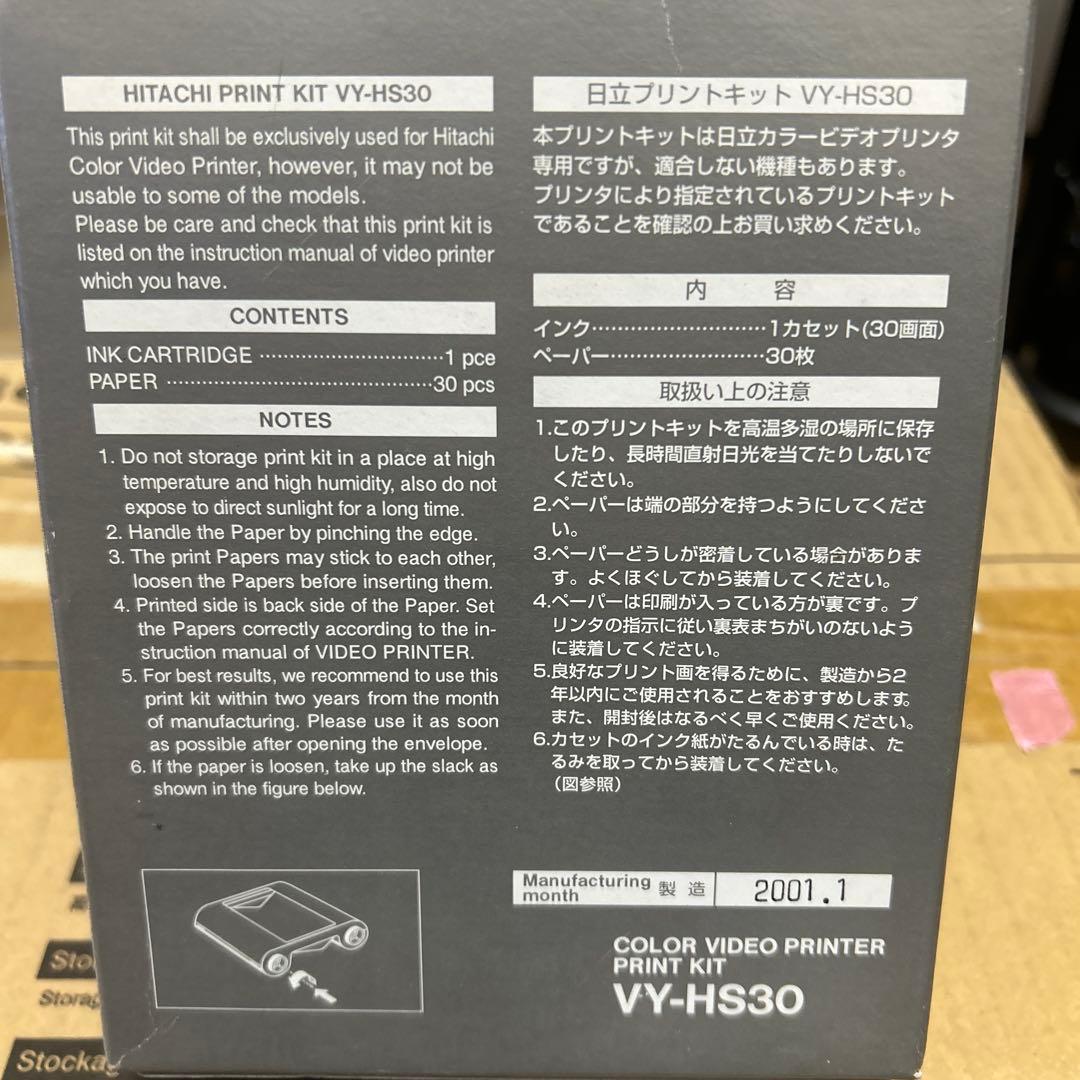 HITACHI PRINT KIT VY-HS30
This print kit shall be exclusively used for Hitachi
Color Video Printer, however, it may not be
usable to some of the models.
Please be care and check that this print kit is
listed on the instruction manual of video printer
which you have.
CONTENTS
INK CARTRIDGE ······························1 pce
PAPER ·············································30 pcs
NOTES
1. Do not storage print kit in a place at high
temperature and high humidity, also do not
expose to direct sunlight for a long time.
2. Handle the Paper by pinching the edge.
3. The print Papers may stick to each other,
loosen the Papers before inserting them.
4. Printed side is back side of the Paper. Set
the Papers correctly according to the in-
struction manual of VIDEO PRINTER.
5. For best results, we recommend to use this
print kit within two years from the month
of manufacturing. Please use it as soon
as possible after opening the envelope.
6. If the paper is loosen, take up the slack as
shown in the figure below.
日立プリントキット VY-HS30
本プリントキットは日立カラービデオプリンタ
専用ですが、適合しない機種もあります。
プリンタにより指定されているプリントキット
であることを確認の上お買い求めください。
内 容
インク···························1カセット(30画面)
ペーパー························30枚
取扱い上の注意
1.このプリントキットを高温多湿の場所に保存
したり、長時間直射日光を当てたりしないで
ください。
2.ペーパーは端の部分を持つようにしてくださ
い。
3.ペーパーどうしが密着している場合がありま
す。よくほぐしてから装着してください。
4.ペーパーは印刷が入っている方が裏です。プ
リンタの指示に従い裏表まちがいのないよう
に装着してください。
5.良好なプリント画を得るために、製造から2
年以内にご使用されることをおすすめします。
また、開封後はなるべく早くご使用ください。
6.カセットのインク紙がたるんでいる時は、た
るみを取ってから装着してください。
（図参照）
Manufacturing
month 製 造 2001.1
COLOR VIDEO PRINTER
PRINT KIT
VY-HS30